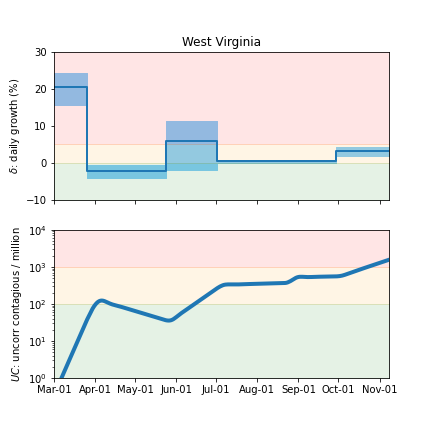 West Virginia
δ: daily growth (%)
30
20
10
0
−10
UC: uncorr contagious / million
10⁴
10³
10²
10¹
10⁰
Mar-01 Apr-01 May-01 Jun-01 Jul-01 Aug-01 Sep-01 Oct-01 Nov-01